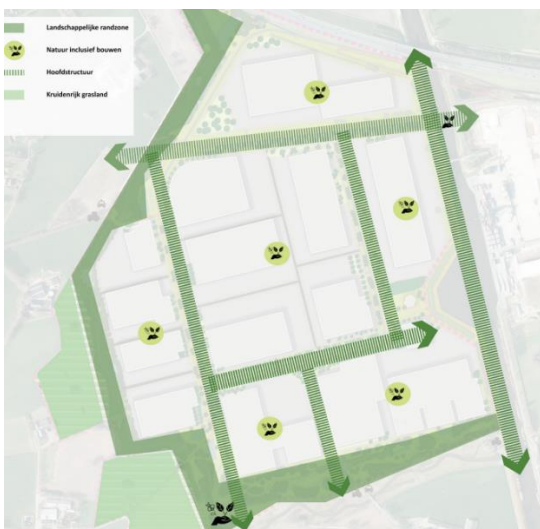 Landschappelijke randzone
Natuur inclusief bouwen
Hoofdstructuur
Kruidenrijk grasland